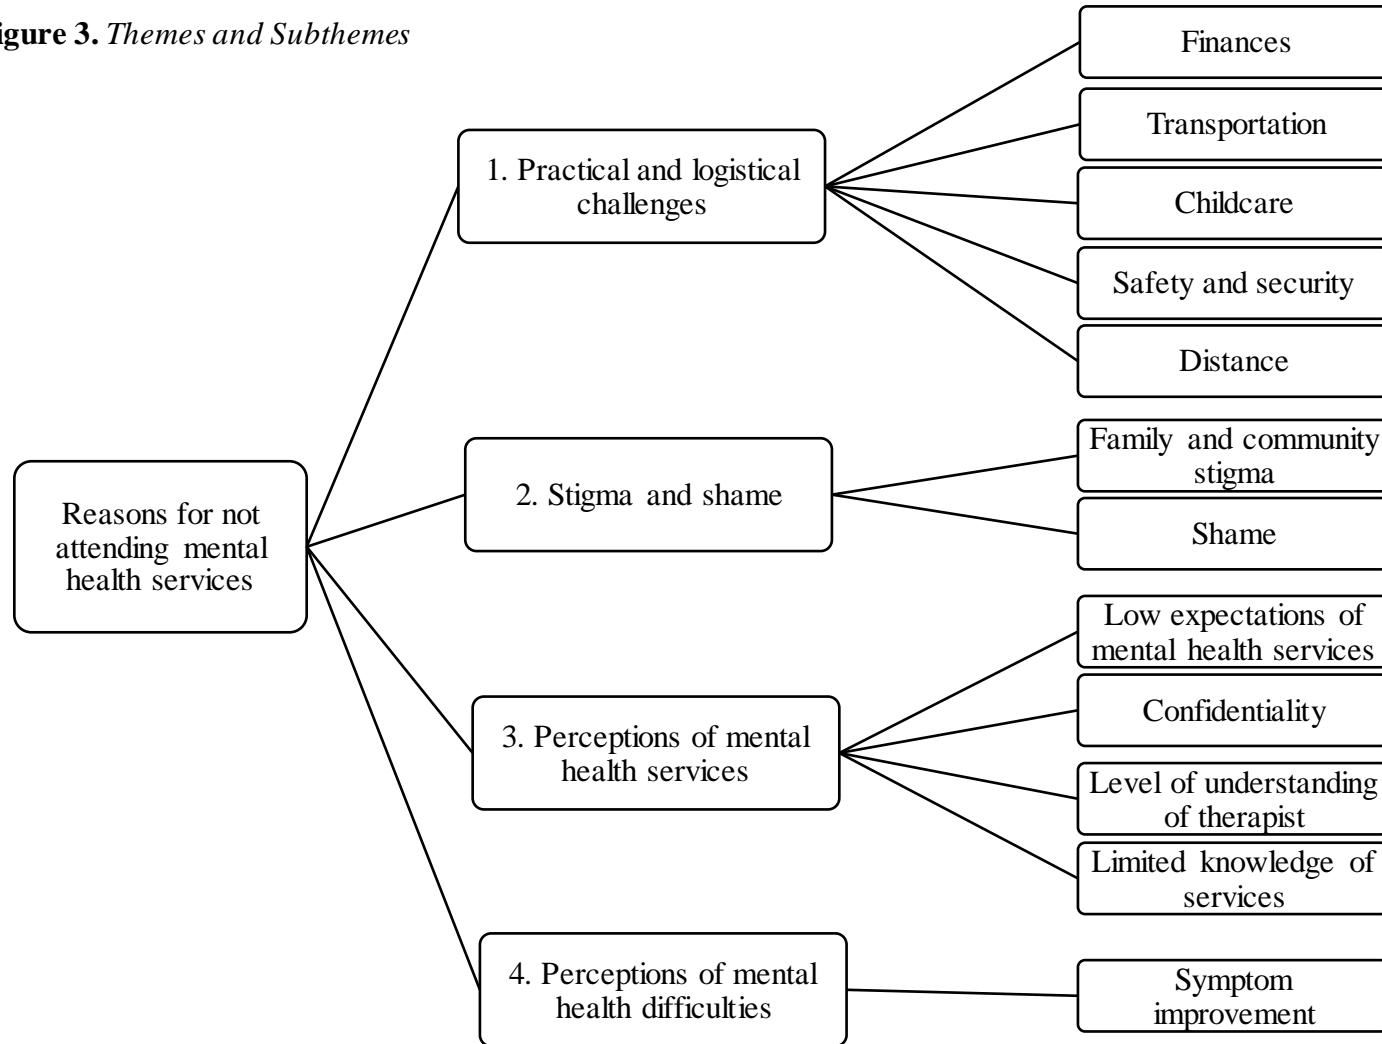 igure 3. Themes and Subthemes
Finances
Transportation
1. Practical and logistical
challenges
Childcare
Safety and security
Distance
Family and community
stigma
2. Stigma and shame
Shame
Reasons for not
attending mental
health services
Low expectations of
mental health services
3. Perceptions of mental
health services
Confidentiality
Level of understanding
of therapist
Limited knowledge of
services
4. Perceptions of mental
health difficulties
Symptom
improvement